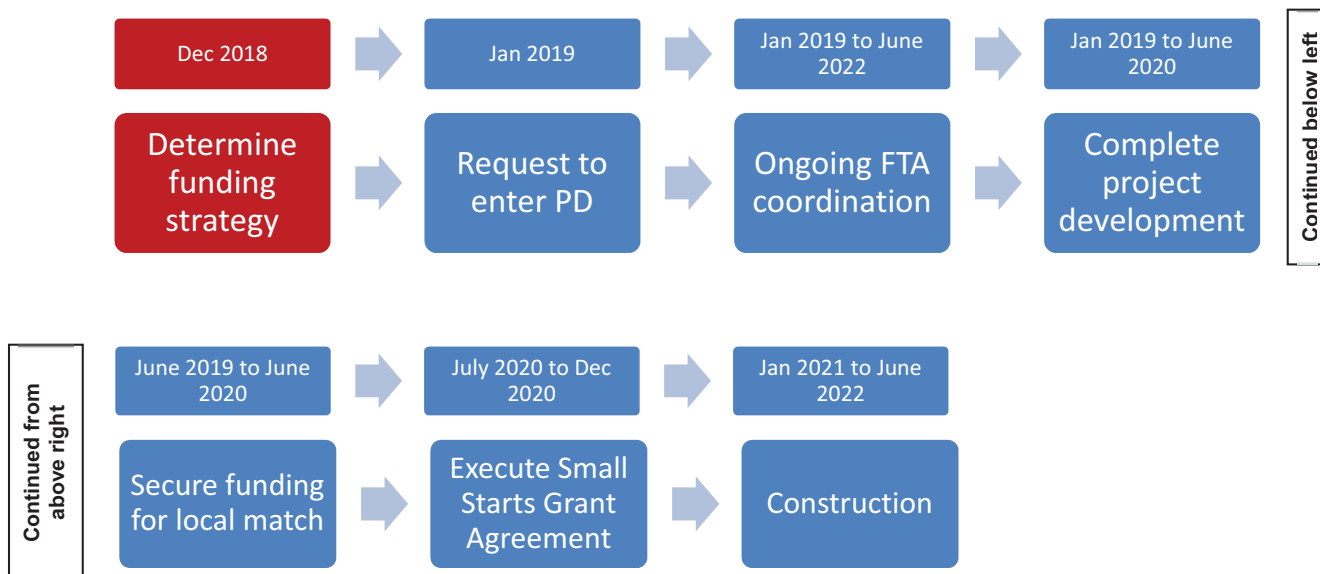 Dec 2018
Jan 2019
Jan 2019 to June
2022
Jan 2019 to June
2020
Determine
funding
strategy
Request to
enter PD
Ongoing FTA
coordination
Complete
project
development
Continued below left
Continued from
above right
June 2019 to June
2020
July 2020 to Dec
2020
Jan 2021 to June
2022
Secure funding
for local match
Execute Small
Starts Grant
Agreement
Construction